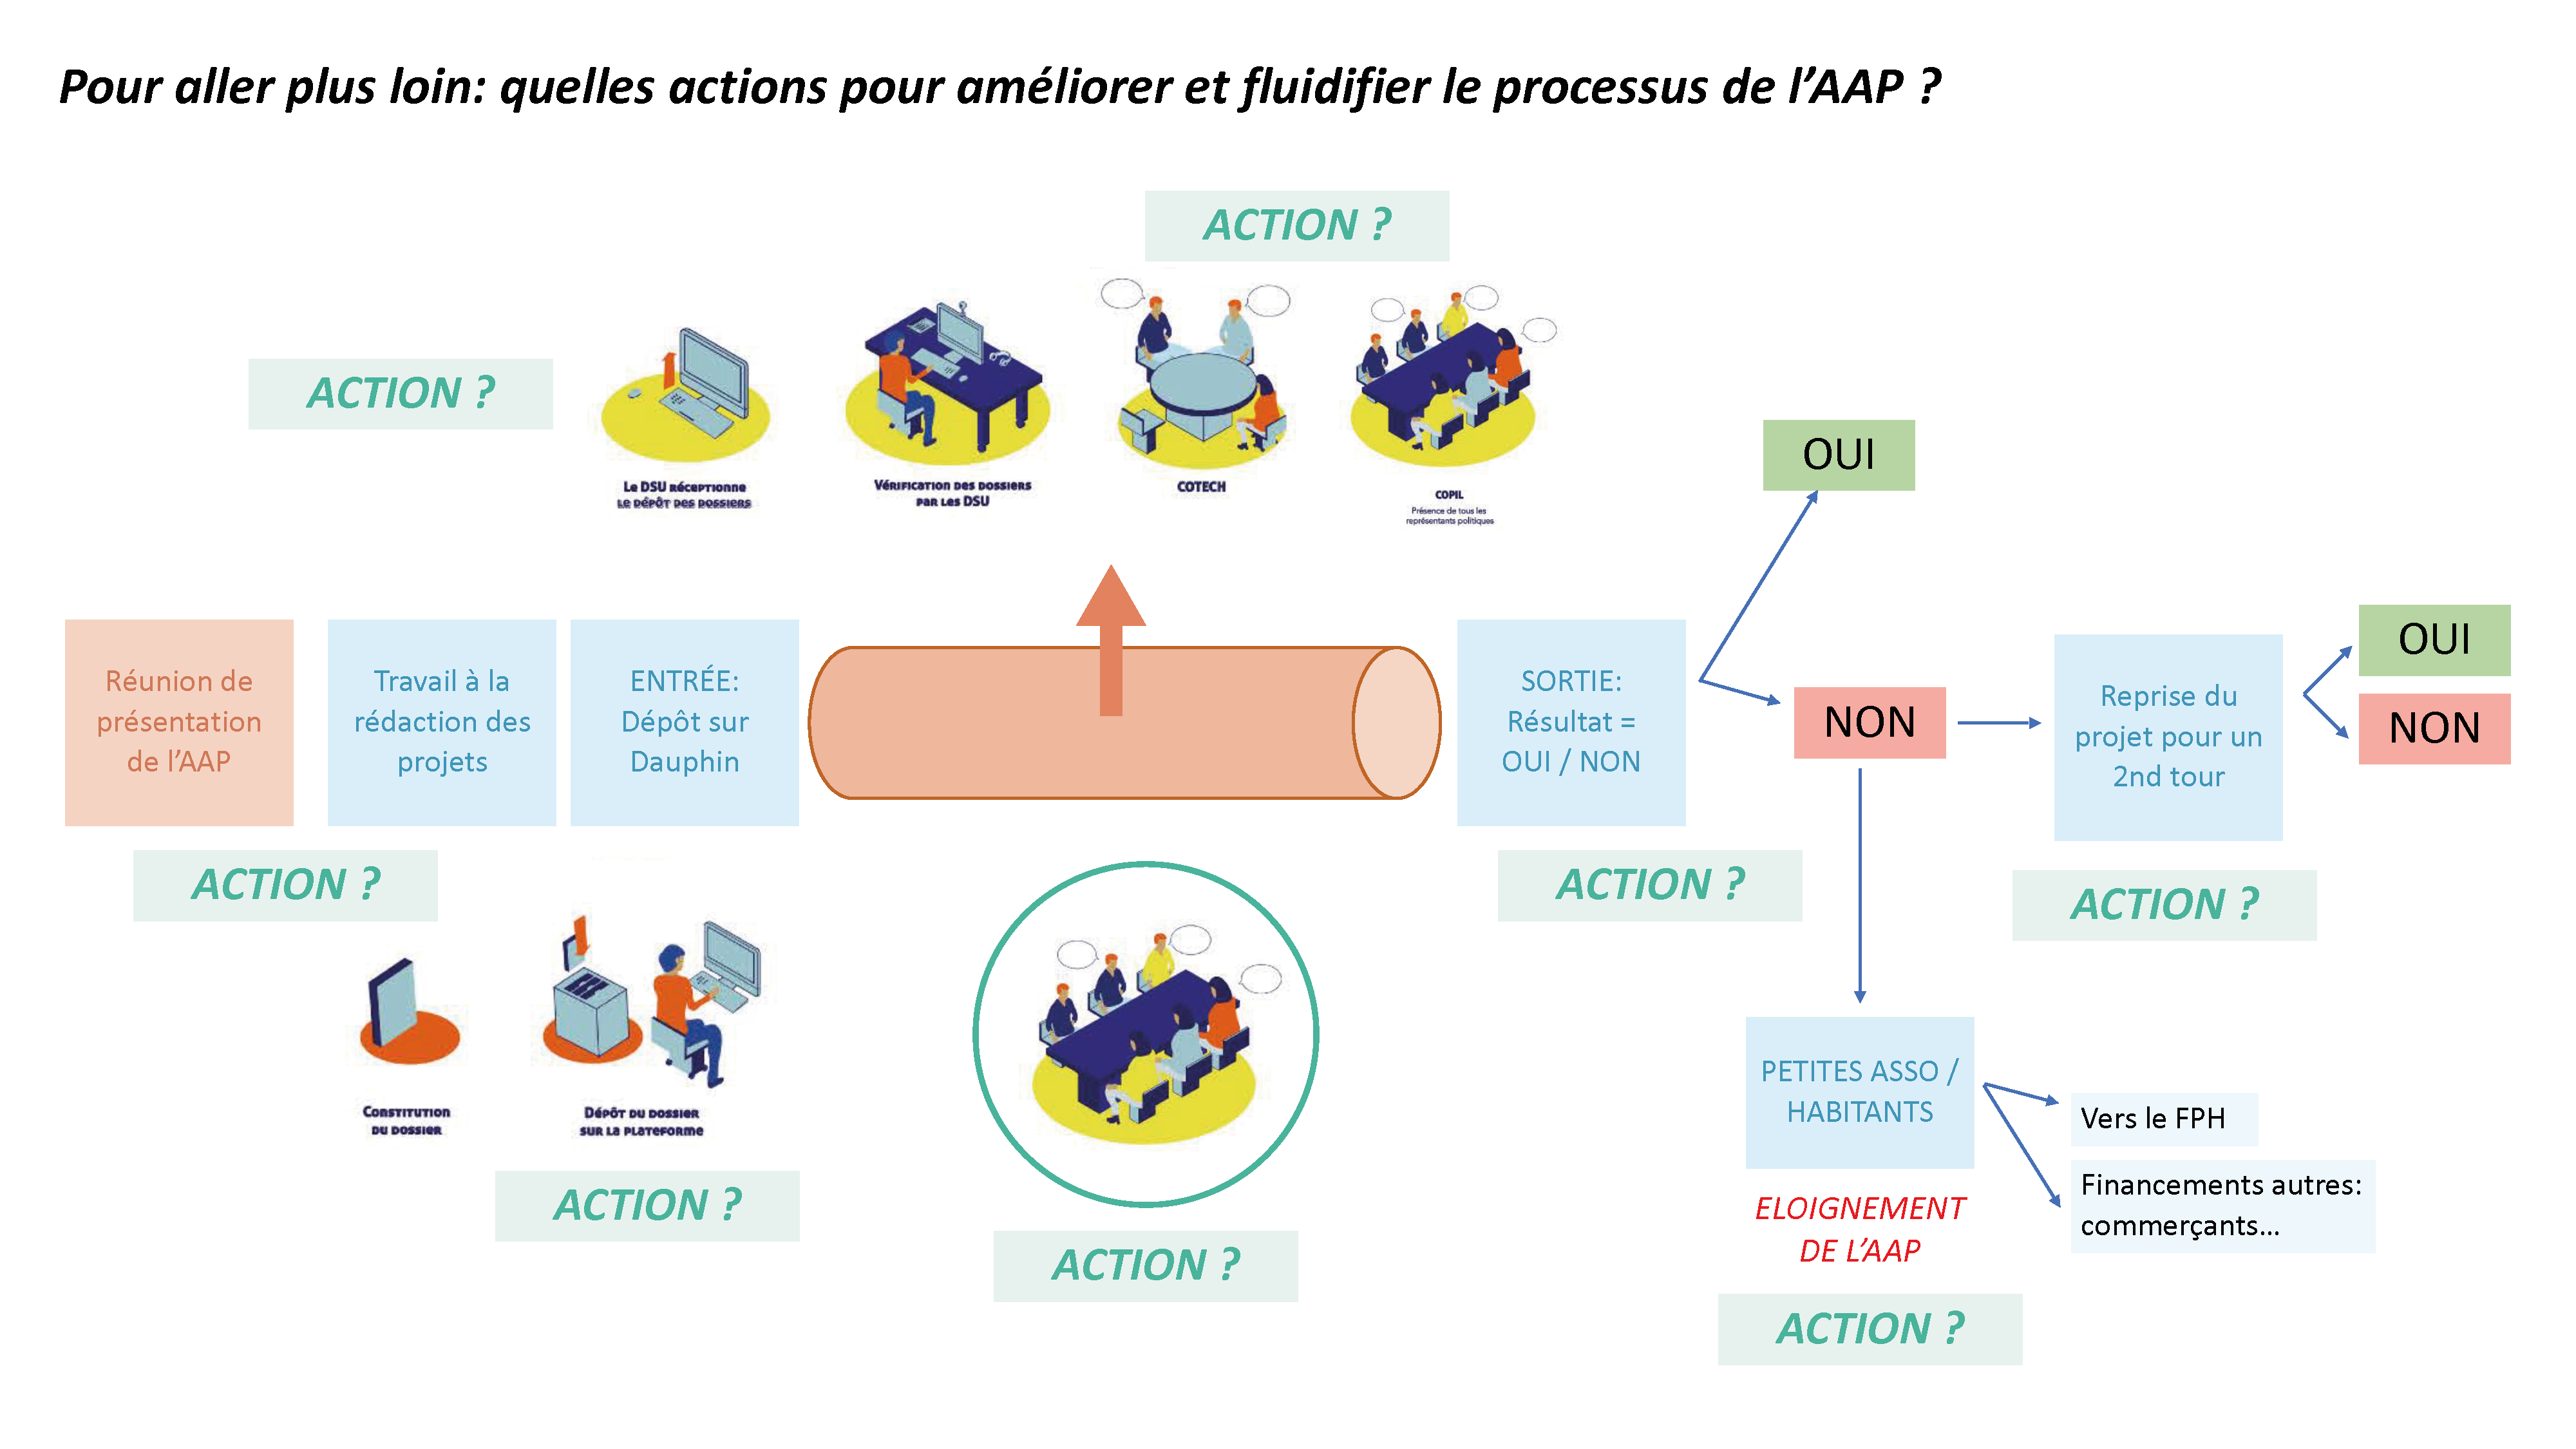 Pour aller plus loin: quelles actions pour améliorer et fluidifier le processus de l’AAP ?
ACTION ?
ACTION ?
Le DSU réceptionne
le dépôt des dossiers
Vérification des dossiers
par les DSU
COTECH
COPIL
Présence de tous les
représentants politiques
OUI
Réunion de
présentation
de l’AAP
Travail à la
rédaction des
projets
ENTRÉE:
Dépôt sur
Dauphin
SORTIE:
Résultat =
OUI / NON
NON
Reprise du
projet pour un
2nd tour
OUI
NON
ACTION ?
ACTION ?
ACTION ?
Constitution
du dossier
Dépôt du dossier
sur la plateforme
ACTION ?
ACTION ?
PETITES ASSO /
HABITANTS
Vers le FPH
Financements autres:
commerçants…
ELOIGNEMENT
DE L’AAP
ACTION ?